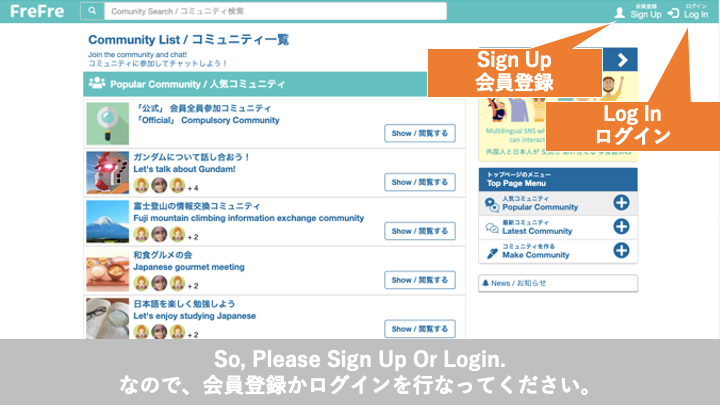 FreFre
Comunity Search / コミュニティ検索
会員登録
Sign Up
ログイン
Log In
Community List / コミュニティ一覧
Join the community and chat!
コミュニティに参加してチャットしよう！
Popular Community / 人気コミュニティ
「公式」 会員全員参加コミュニティ
「Official」 Compulsory Community
Show / 閲覧する
ガンダムについて話し合おう！
Let's talk about Gundam!
+ 4
Show / 閲覧する
富士登山の情報交換コミュニティ
Fuji mountain climbing information exchange community
+ 2
Show / 閲覧する
和食グルメの会
Japanese gourmet meeting
+ 2
Show / 閲覧する
日本語を楽しく勉強しよう
Let's enjoy studying Japanese
+ 2
Show / 閲覧する
Sign Up
会員登録
Log In
ログイン
Multilingual SNS wh
can interact
外国人と日本人が
トップページのメニュー
Top Page Menu
人気コミュニティ
Popular Community
最新コミュニティ
Latest Community
コミュニティを作る
Make Community
News / お知らせ
So, Please Sign Up Or Login.
なので、会員登録かログインを行なってください。